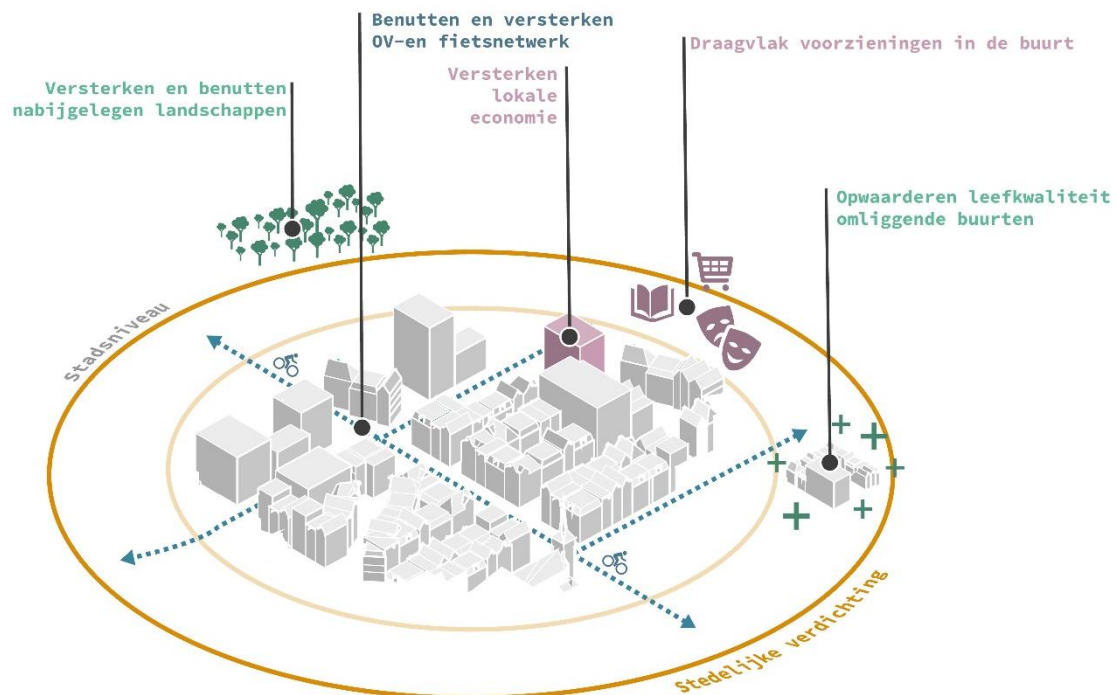 Benutten en versterken
OV-en fietsnetwerk
Draagvlak voorzieningen in de buurt
Versterken
lokale
economie
Versterken en benutten
nabijgelegen landschappen
Opwaarderen leefkwaliteit
omliggende buurten
Stadsniveau
Stedelijke verdichting